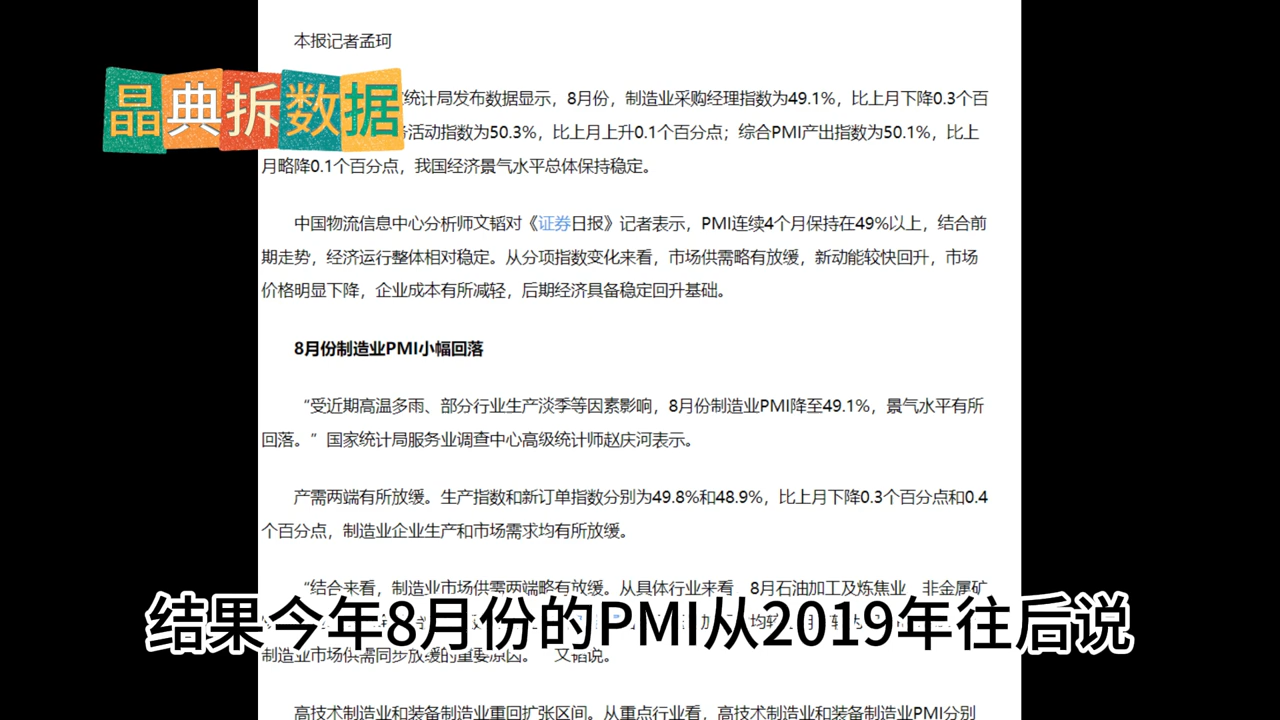 本报记者孟珂
晶典拆数据
统计局发布数据显示，8月份，制造业采购经理指数为49.1%，比上月下降0.3个百
活动指数为50.3%，比上月上升0.1个百分点；综合PMI产出指数为50.1%，比上
月略降0.1个百分点，我国经济景气水平总体保持稳定。
中国物流信息中心分析师文韬对《证券日报》记者表示，PMI连续4个月保持在49%以上，结合前
期走势，经济运行整体相对稳定。从分项指数变化来看，市场供需略有放缓，新动能较快回升，市场
价格明显下降，企业成本有所减轻，后期经济具备稳定回升基础。
8月份制造业PMI小幅回落
“受近期高温多雨、部分行业生产淡季等因素影响，8月份制造业PMI降至49.1%，景气水平有所
回落。”国家统计局服务业调查中心高级统计师赵庆河表示。
产需两端有所放缓。生产指数和新订单指数分别为49.8%和48.9%，比上月下降0.3个百分点和0.4
个百分点，制造业企业生产和市场需求均有所放缓。
“结合来看，制造业市场供需两端略有放缓。从具体行业来看，8月石油加工及炼焦业、非金属矿
结果今年8月份的PMI从2019年往后说
制造业市场供需同步放缓的重要原因。”文韬说。
高技术制造业和装备制造业重回扩张区间。从重点行业看，高技术制造业和装备制造业PMI分别